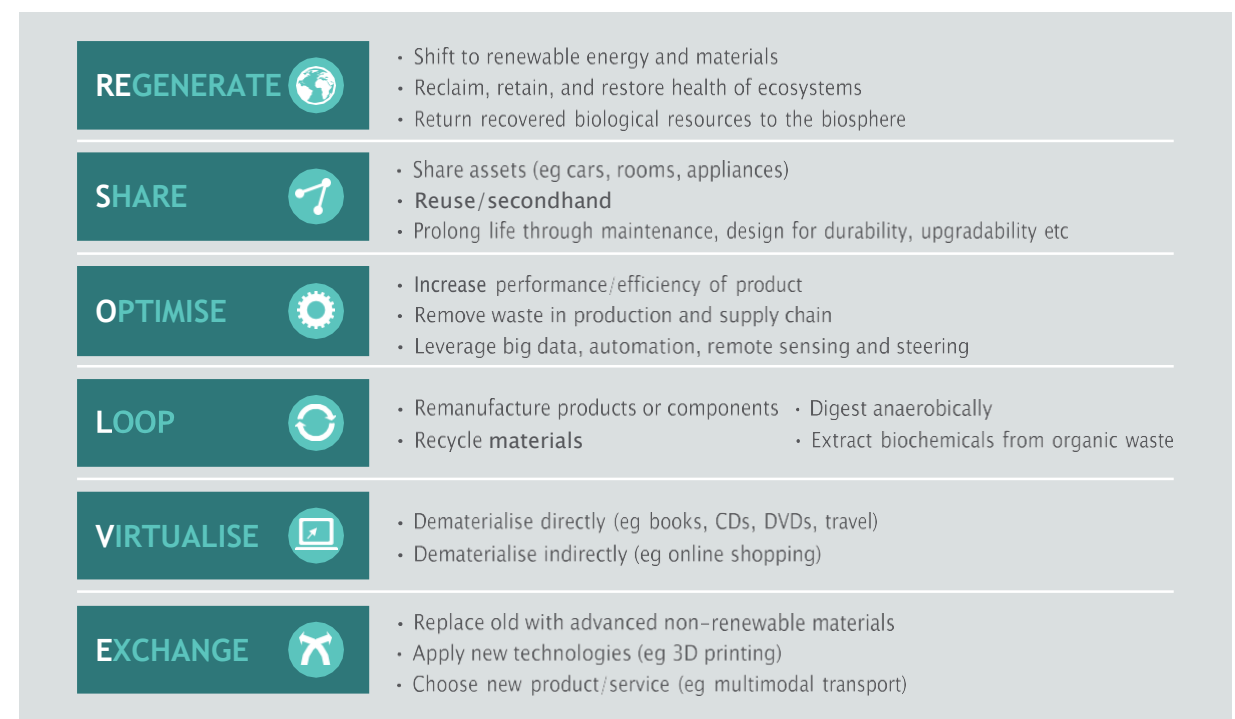 REGENERATE
• Shift to renewable energy and materials
• Reclaim, retain, and restore health of ecosystems
• Return recovered biological resources to the biosphere
SHARE
• Share assets (eg cars, rooms, appliances)
• Reuse/secondhand
• Prolong life through maintenance, design for durability, upgradability etc
OPTIMISE
• Increase performance/efficiency of product
• Remove waste in production and supply chain
• Leverage big data, automation, remote sensing and steering
LOOP
• Remanufacture products or components • Digest anaerobically
• Recycle materials • Extract biochemicals from organic waste
VIRTUALISE
• Dematerialise directly (eg books, CDs, DVDs, travel)
• Dematerialise indirectly (eg online shopping)
EXCHANGE
• Replace old with advanced non-renewable materials
• Apply new technologies (eg 3D printing)
• Choose new product/service (eg multimodal transport)